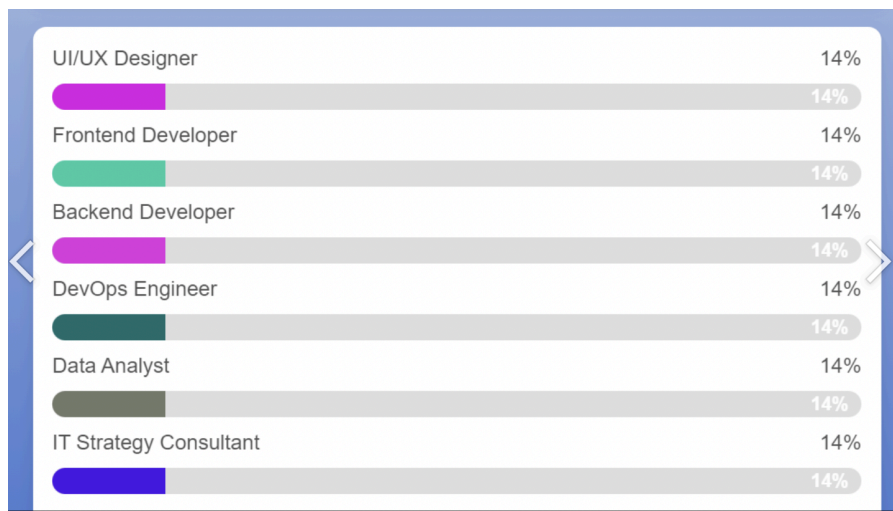 UI/UX Designer 14%
14%
Frontend Developer 14%
14%
Backend Developer 14%
14%
DevOps Engineer 14%
14%
Data Analyst 14%
14%
IT Strategy Consultant 14%
14%